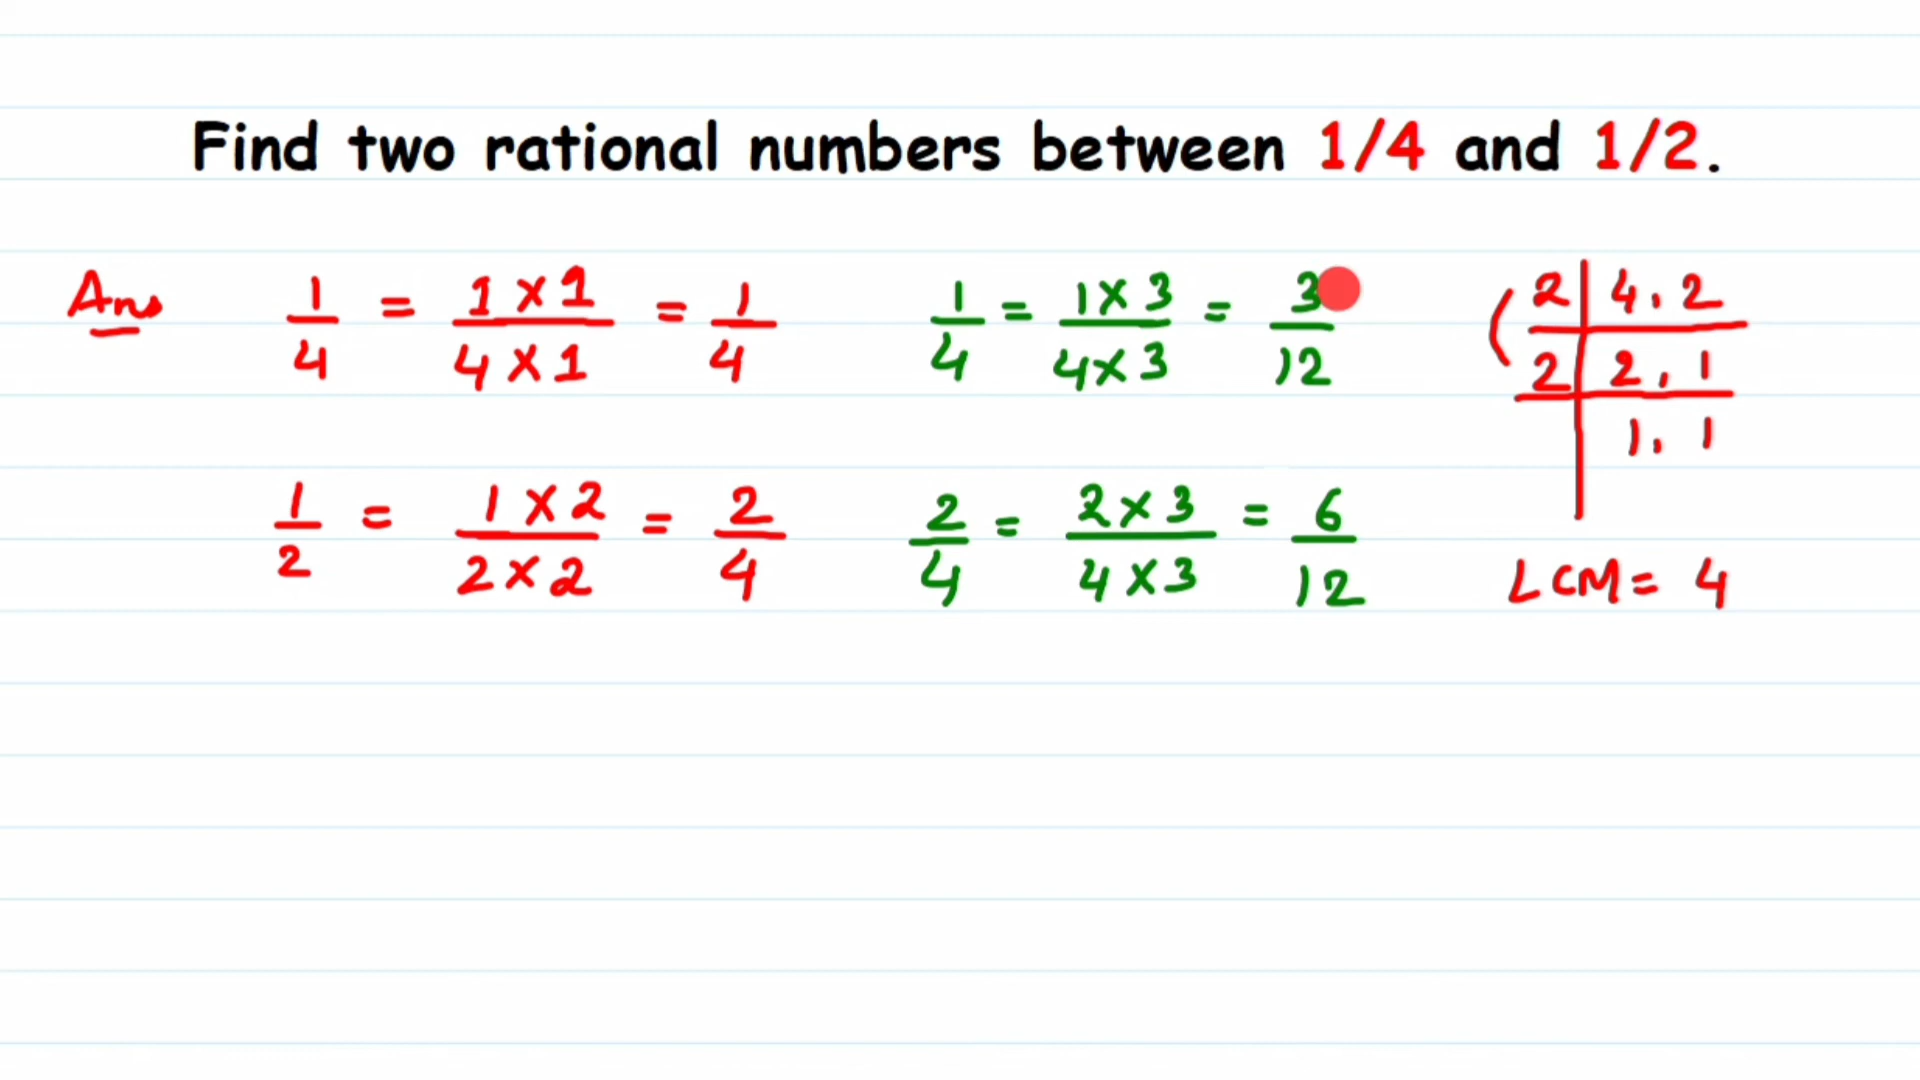 Find two rational numbers between 1/4 and 1/2.
Ans 1/4 = 1 × 1/4 × 1 = 1/4 1/4 = 1 × 3/4 × 3 = 3/12
1/2 = 1 × 2/2 × 2 = 2/4 2/4 = 2 × 3/4 × 3 = 6/12
( 2 | 4, 2
2 | 2, 1
1, 1
LCM = 4